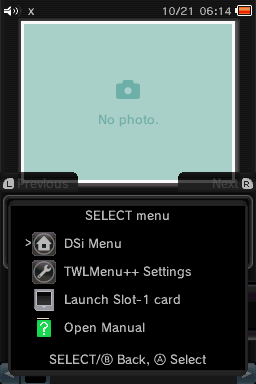 x 10/21 06:14
No photo.
L Previous Next R
SELECT menu
> DSi Menu
TWLMenu++ Settings
Launch Slot-1 card
? Open Manual
SELECT/Ⓑ Back, Ⓐ Select